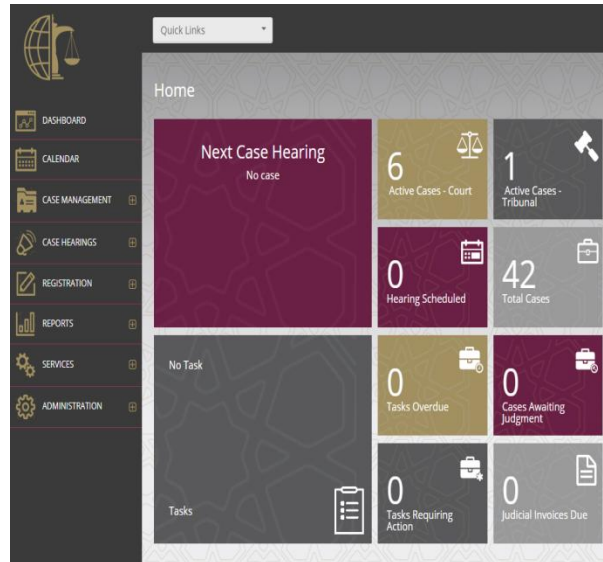 Quick Links
Home
DASHBOARD
CALENDAR
CASE MANAGEMENT
CASE HEARINGS
REGISTRATION
REPORTS
SERVICES
ADMINISTRATION
Next Case Hearing
No case
6
Active Cases - Court
1
Active Cases -
Tribunal
0
Hearing Scheduled
42
Total Cases
No Task
Tasks
0
Tasks Overdue
0
Cases Awaiting
Judgment
0
Tasks Requiring
Action
0
Judicial Invoices Due